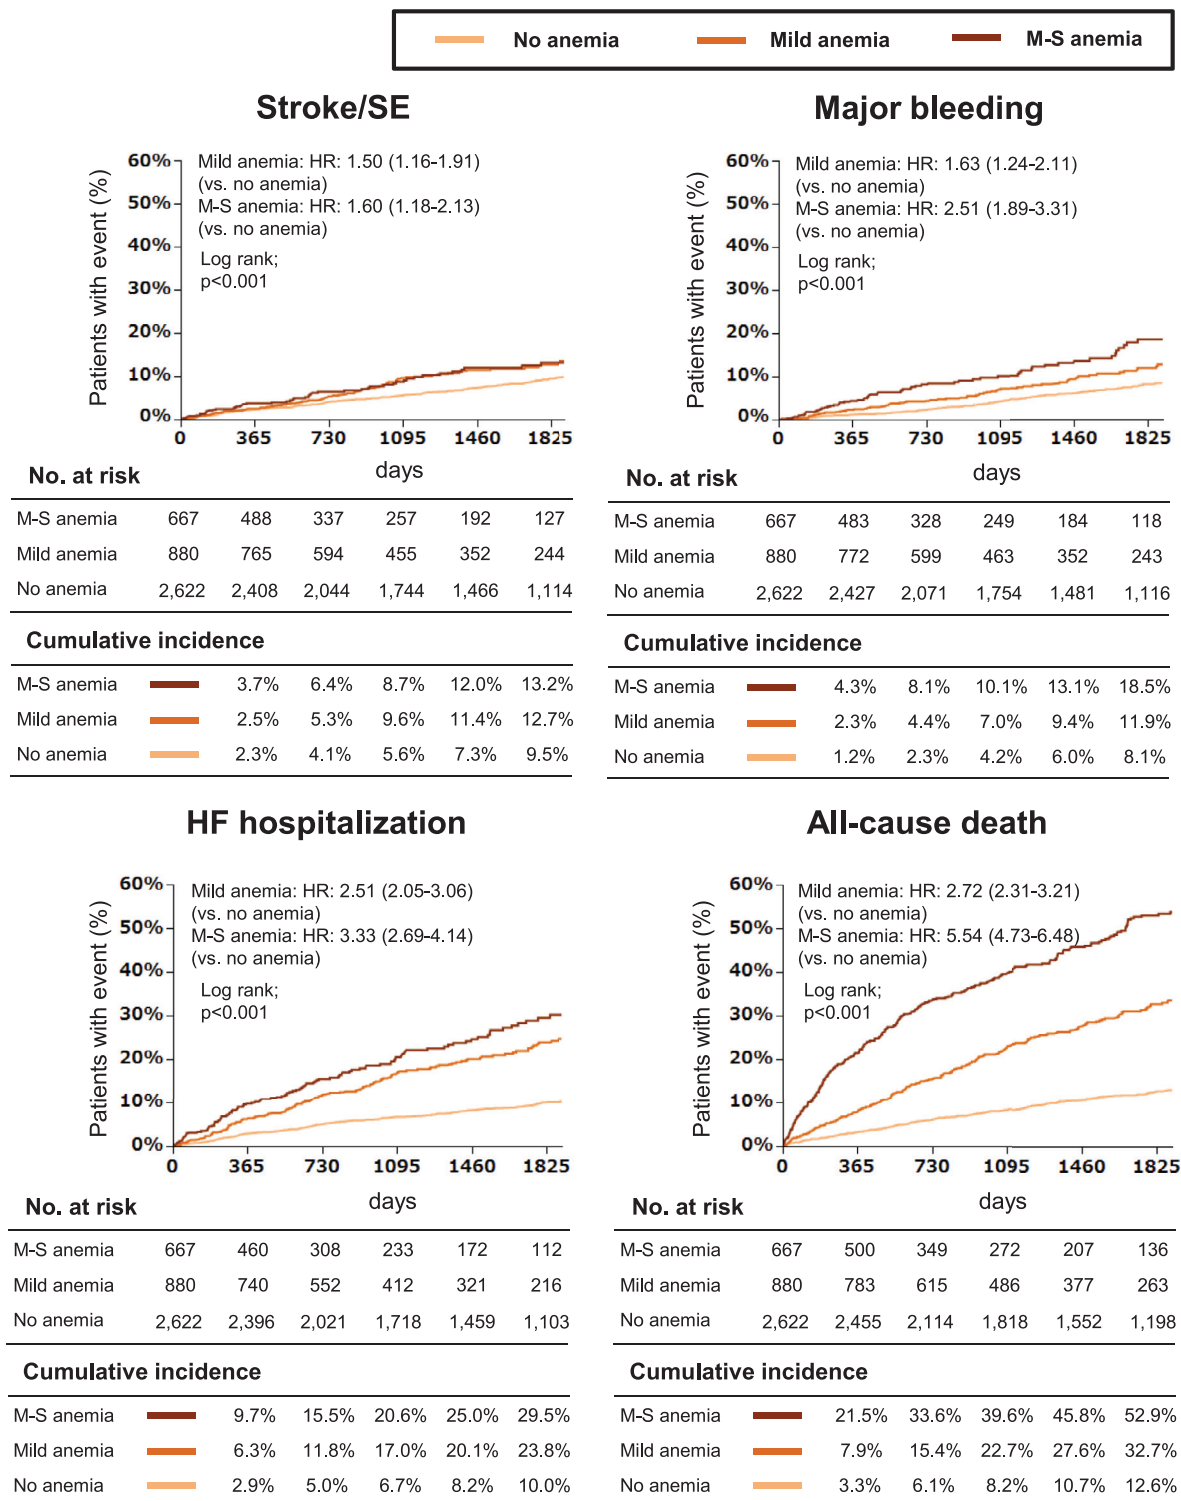 No anemia Mild anemia M-S anemia
Stroke/SE
60%
50%
40%
30%
20%
10%
0%
Patients with event (%)
Mild anemia: HR: 1.50 (1.16-1.91)
(vs. no anemia)
M-S anemia: HR: 1.60 (1.18-2.13)
(vs. no anemia)
Log rank;
p<0.001
0 365 730 1095 1460 1825
days
No. at risk
M-S anemia 667 488 337 257 192 127
Mild anemia 880 765 594 455 352 244
No anemia 2,622 2,408 2,044 1,744 1,466 1,114
Cumulative incidence
M-S anemia 3.7% 6.4% 8.7% 12.0% 13.2%
Mild anemia 2.5% 5.3% 9.6% 11.4% 12.7%
No anemia 2.3% 4.1% 5.6% 7.3% 9.5%
Major bleeding
60%
50%
40%
30%
20%
10%
0%
Patients with event (%)
Mild anemia: HR: 1.63 (1.24-2.11)
(vs. no anemia)
M-S anemia: HR: 2.51 (1.89-3.31)
(vs. no anemia)
Log rank;
p<0.001
0 365 730 1095 1460 1825
days
No. at risk
M-S anemia 667 483 328 249 184 118
Mild anemia 880 772 599 463 352 243
No anemia 2,622 2,427 2,071 1,754 1,481 1,116
Cumulative incidence
M-S anemia 4.3% 8.1% 10.1% 13.1% 18.5%
Mild anemia 2.3% 4.4% 7.0% 9.4% 11.9%
No anemia 1.2% 2.3% 4.2% 6.0% 8.1%
HF hospitalization
60%
50%
40%
30%
20%
10%
0%
Patients with event (%)
Mild anemia: HR: 2.51 (2.05-3.06)
(vs. no anemia)
M-S anemia: HR: 3.33 (2.69-4.14)
(vs. no anemia)
Log rank;
p<0.001
0 365 730 1095 1460 1825
days
No. at risk
M-S anemia 667 460 308 233 172 112
Mild anemia 880 740 552 412 321 216
No anemia 2,622 2,396 2,021 1,718 1,459 1,103
Cumulative incidence
M-S anemia 9.7% 15.5% 20.6% 25.0% 29.5%
Mild anemia 6.3% 11.8% 17.0% 20.1% 23.8%
No anemia 2.9% 5.0% 6.7% 8.2% 10.0%
All-cause death
60%
50%
40%
30%
20%
10%
0%
Patients with event (%)
Mild anemia: HR: 2.72 (2.31-3.21)
(vs. no anemia)
M-S anemia: HR: 5.54 (4.73-6.48)
(vs. no anemia)
Log rank;
p<0.001
0 365 730 1095 1460 1825
days
No. at risk
M-S anemia 667 500 349 272 207 136
Mild anemia 880 783 615 486 377 263
No anemia 2,622 2,455 2,114 1,818 1,552 1,198
Cumulative incidence
M-S anemia 21.5% 33.6% 39.6% 45.8% 52.9%
Mild anemia 7.9% 15.4% 22.7% 27.6% 32.7%
No anemia 3.3% 6.1% 8.2% 10.7% 12.6%